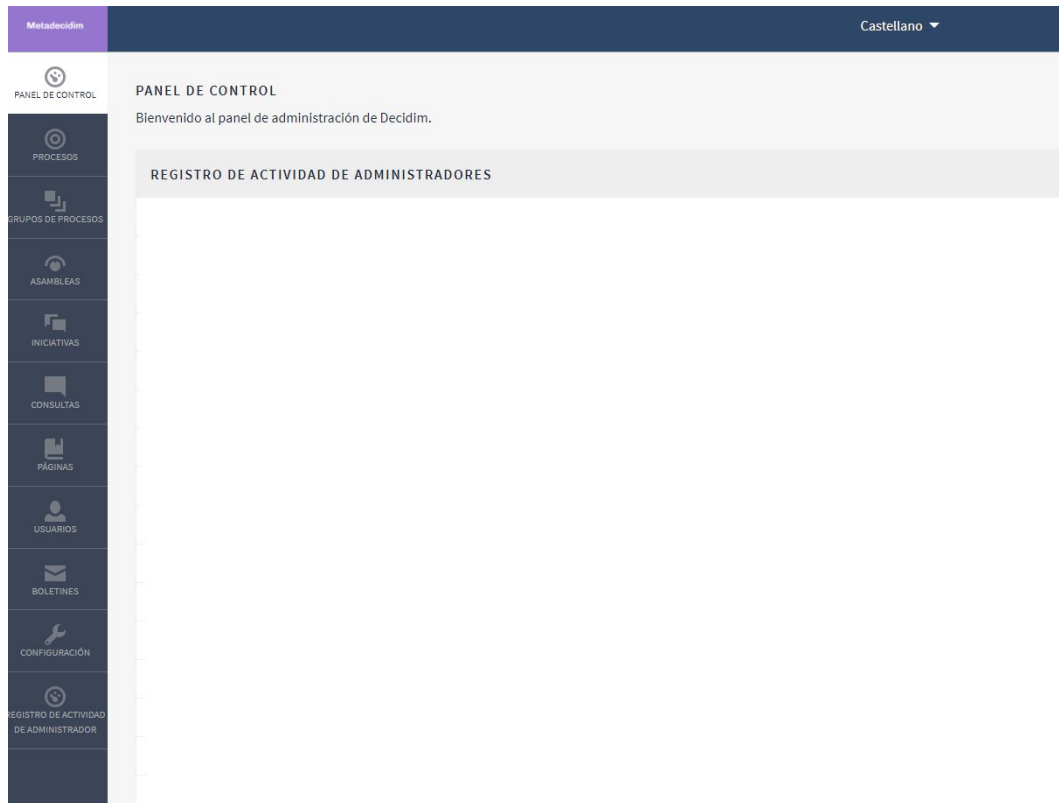 Metadecidim
Castellano
PANEL DE CONTROL
PANEL DE CONTROL
Bienvenido al panel de administración de Decidim.
REGISTRO DE ACTIVIDAD DE ADMINISTRADORES
PROCESOS
GRUPOS DE PROCESOS
ASAMBLEAS
INICIATIVAS
CONSULTAS
PÁGINAS
USUARIOS
BOLETINES
CONFIGURACIÓN
REGISTRO DE ACTIVIDAD
DE ADMINISTRADOR